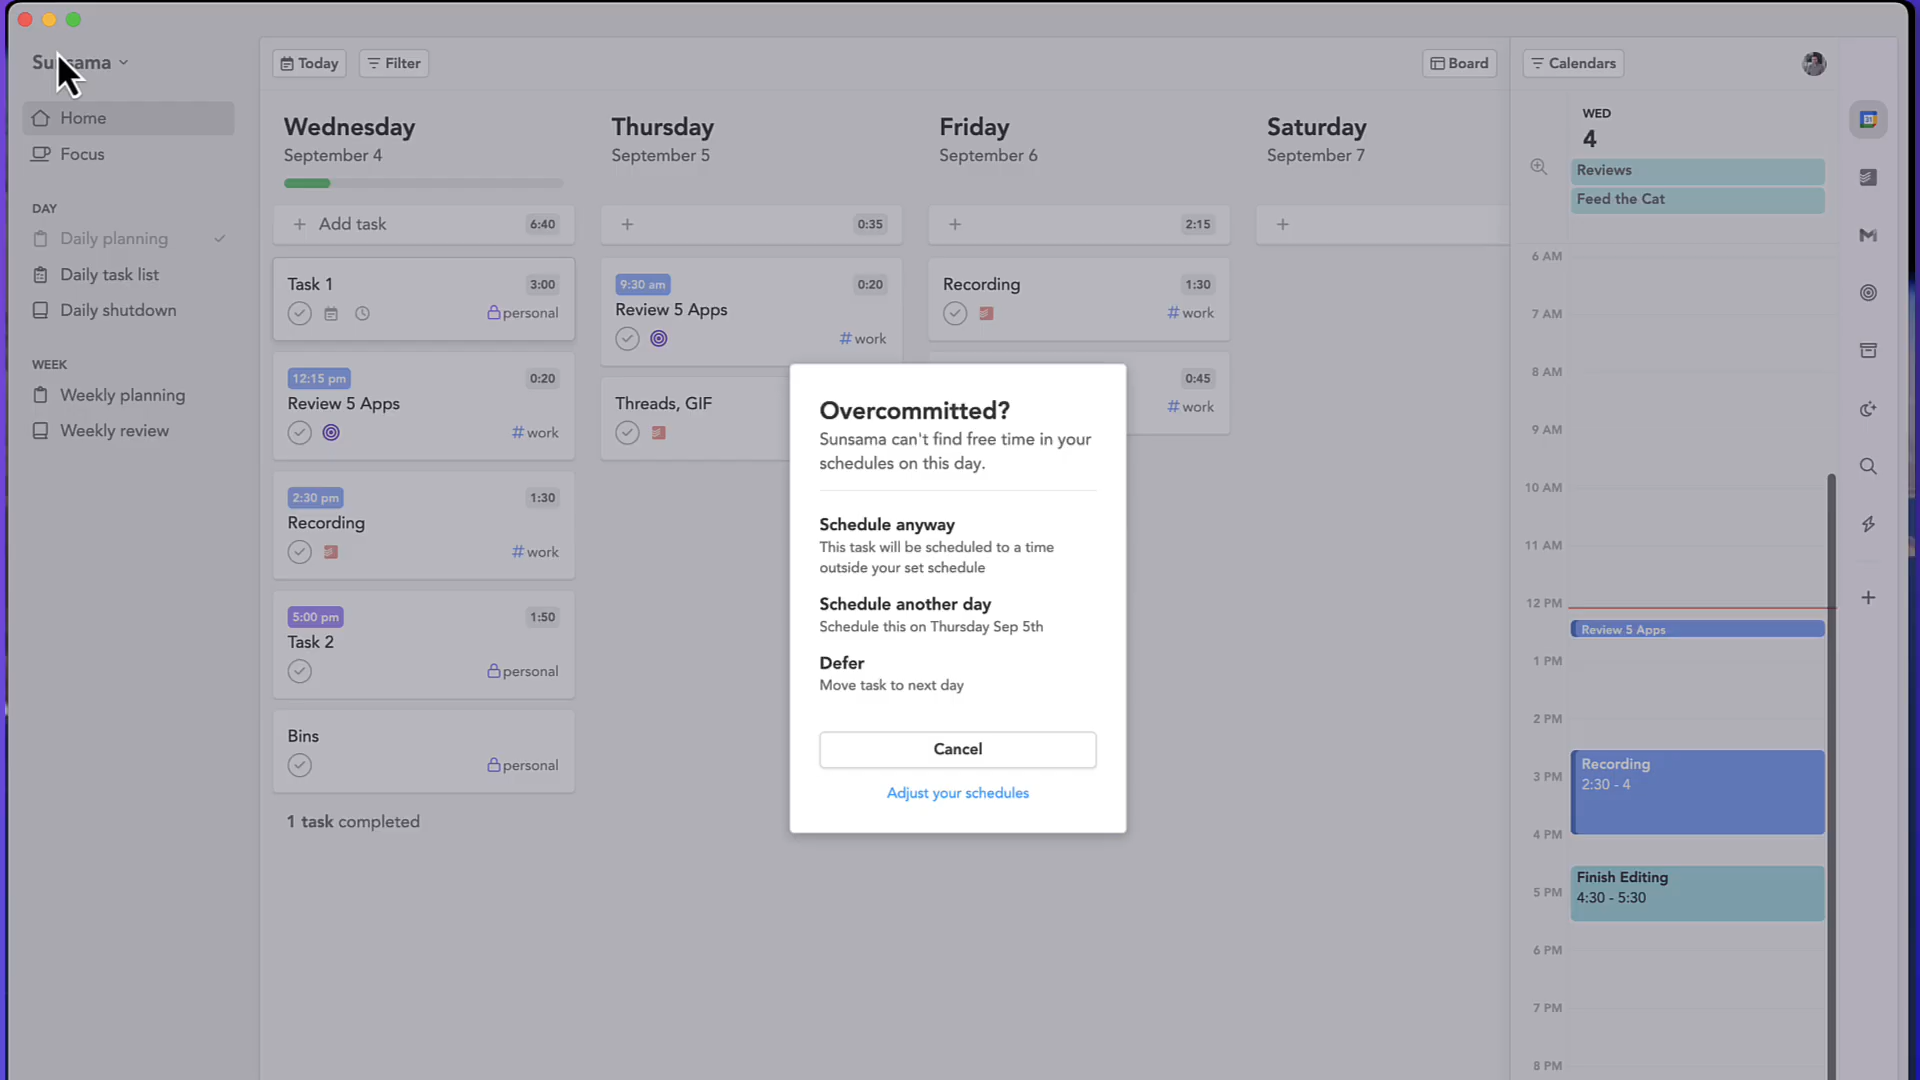 Sunsama
Home
Focus
DAY
Daily planning
Daily task list
Daily shutdown
WEEK
Weekly planning
Weekly review
Today
Filter
Board
Wednesday
September 4
Add task
6:40
Task 1
3:00
personal
12:15 pm
0:20
Review 5 Apps
# work
2:30 pm
1:30
Recording
# work
5:00 pm
1:50
Task 2
personal
Bins
personal
1 task completed
Thursday
September 5
0:35
9:30 am
0:20
Review 5 Apps
# work
Threads, GIF
Friday
September 6
2:15
Recording
1:30
# work
0:45
# work
Saturday
September 7
Overcommitted?
Sunsama can't find free time in your
schedules on this day.
Schedule anyway
This task will be scheduled to a time
outside your set schedule
Schedule another day
Schedule this on Thursday Sep 5th
Defer
Move task to next day
Cancel
Adjust your schedules
Calendars
WED
4
Reviews
Feed the Cat
6 AM
7 AM
8 AM
9 AM
10 AM
11 AM
12 PM
Review 5 Apps
1 PM
2 PM
Recording
2:30 - 4
3 PM
4 PM
Finish Editing
4:30 - 5:30
5 PM
6 PM
7 PM
8 PM